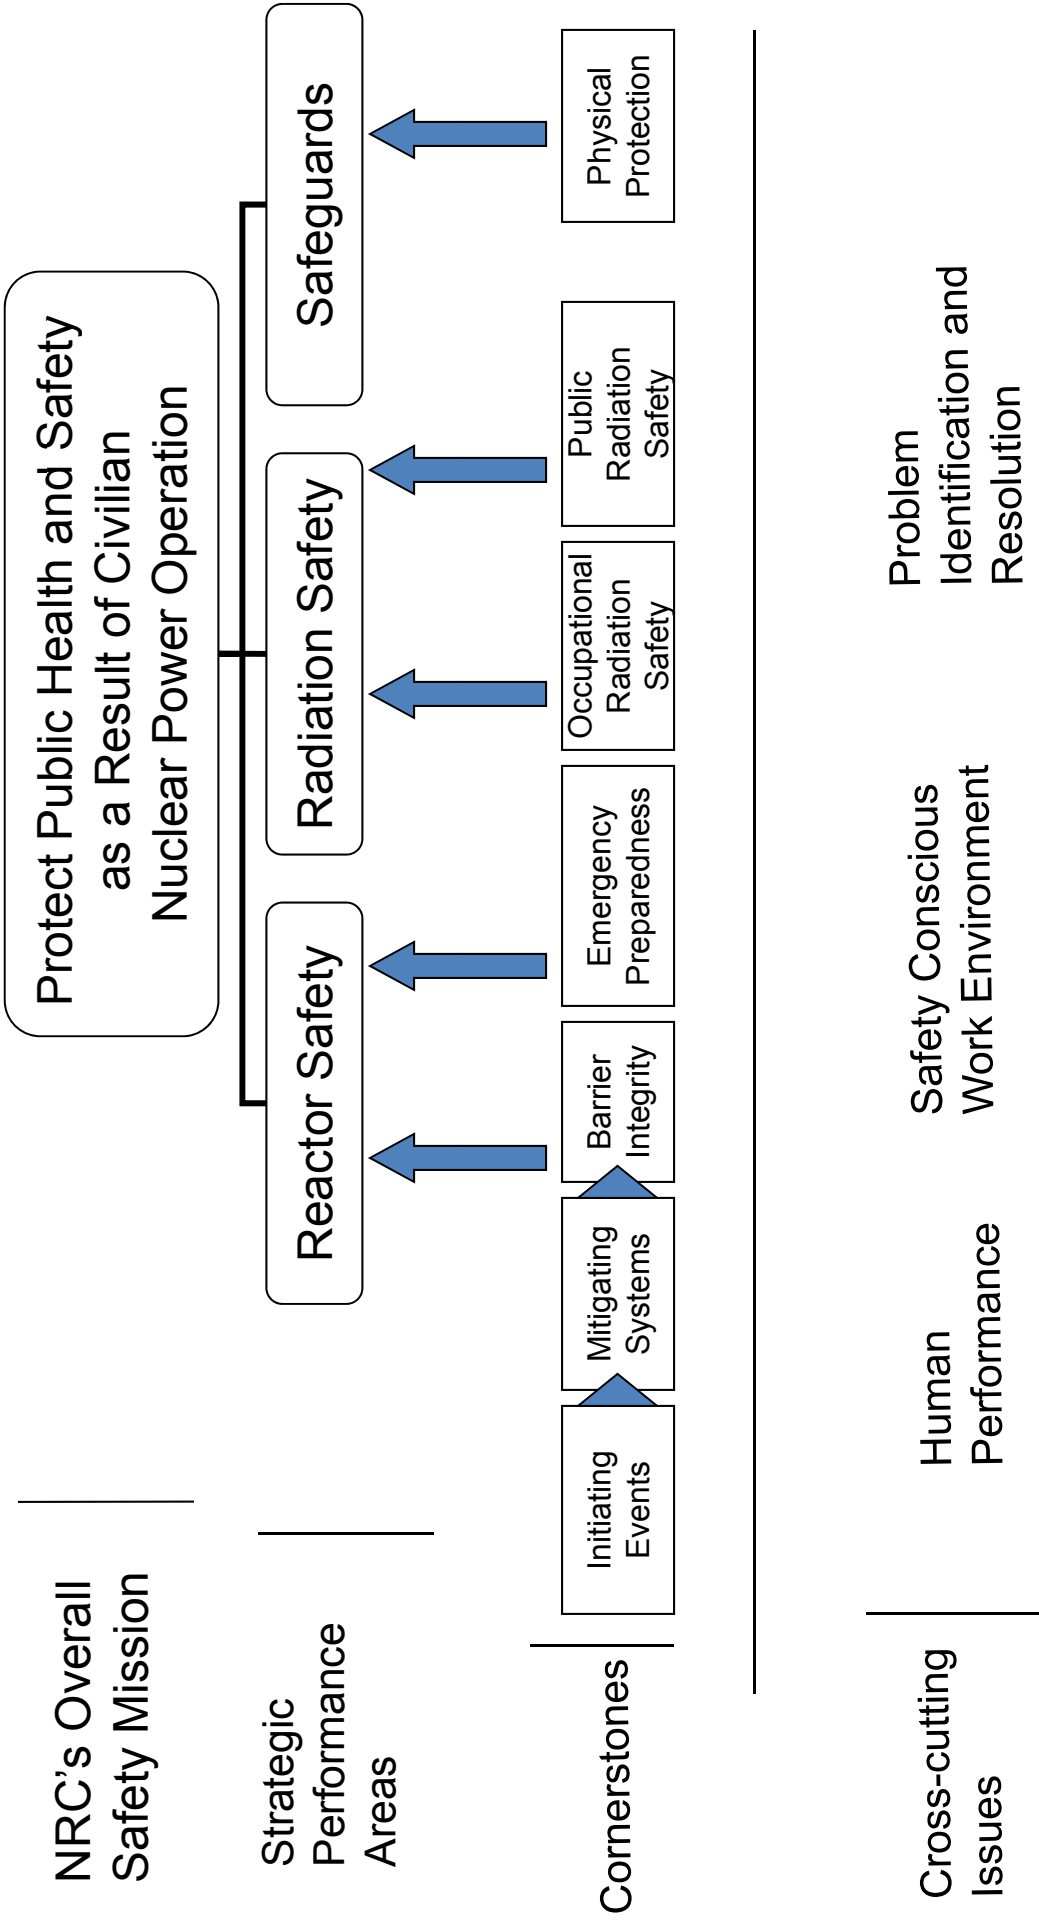 NRC's Overall
Safety Mission
Protect Public Health and Safety
as a Result of Civilian
Nuclear Power Operation
Strategic
Performance
Areas
Reactor Safety
Radiation Safety
Safeguards
Cornerstones
Initiating
Events
Mitigating
Systems
Barrier
Integrity
Emergency
Preparedness
Occupational
Radiation
Safety
Public
Radiation
Safety
Physical
Protection
Cross-cutting
Issues
Human
Performance
Safety Conscious
Work Environment
Problem
Identification and
Resolution